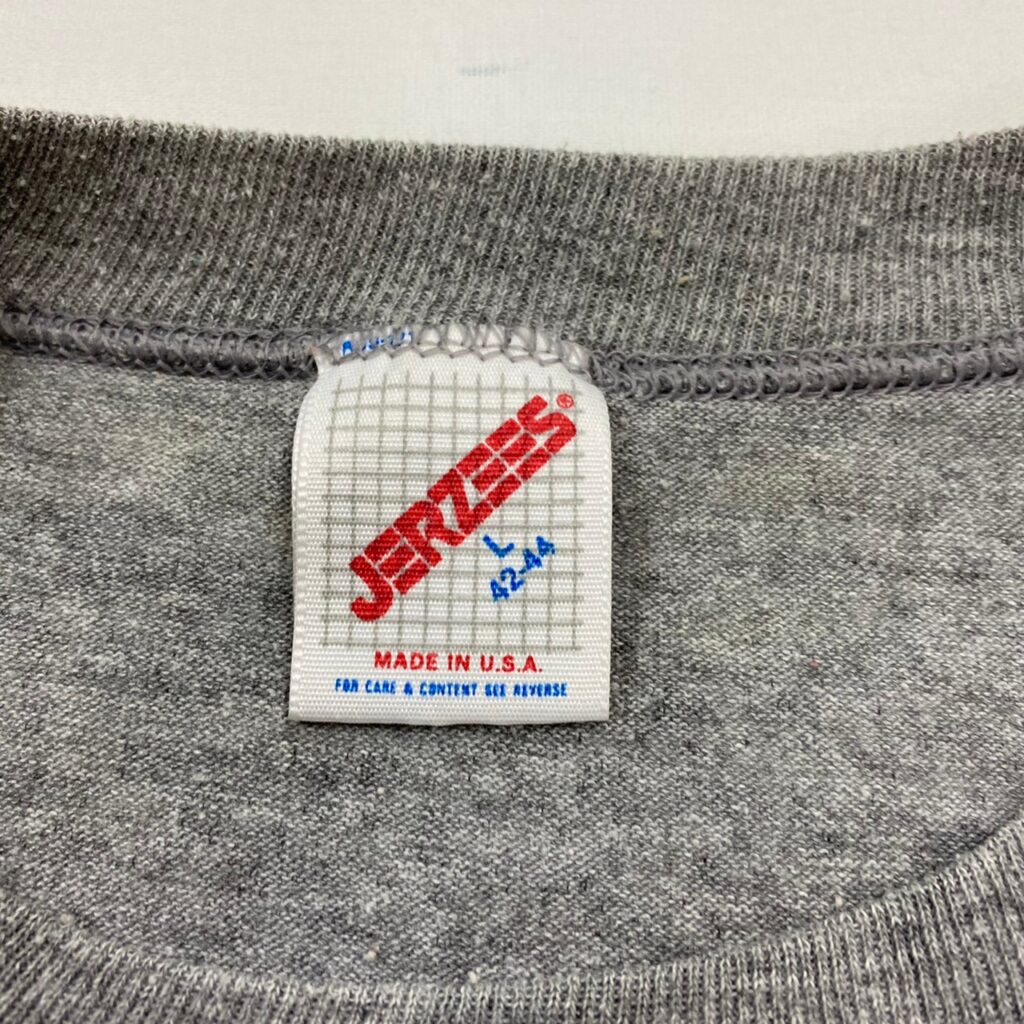 JERZEES®
L
42-44
MADE IN U.S.A.
FOR CARE & CONTENT SEE REVERSE